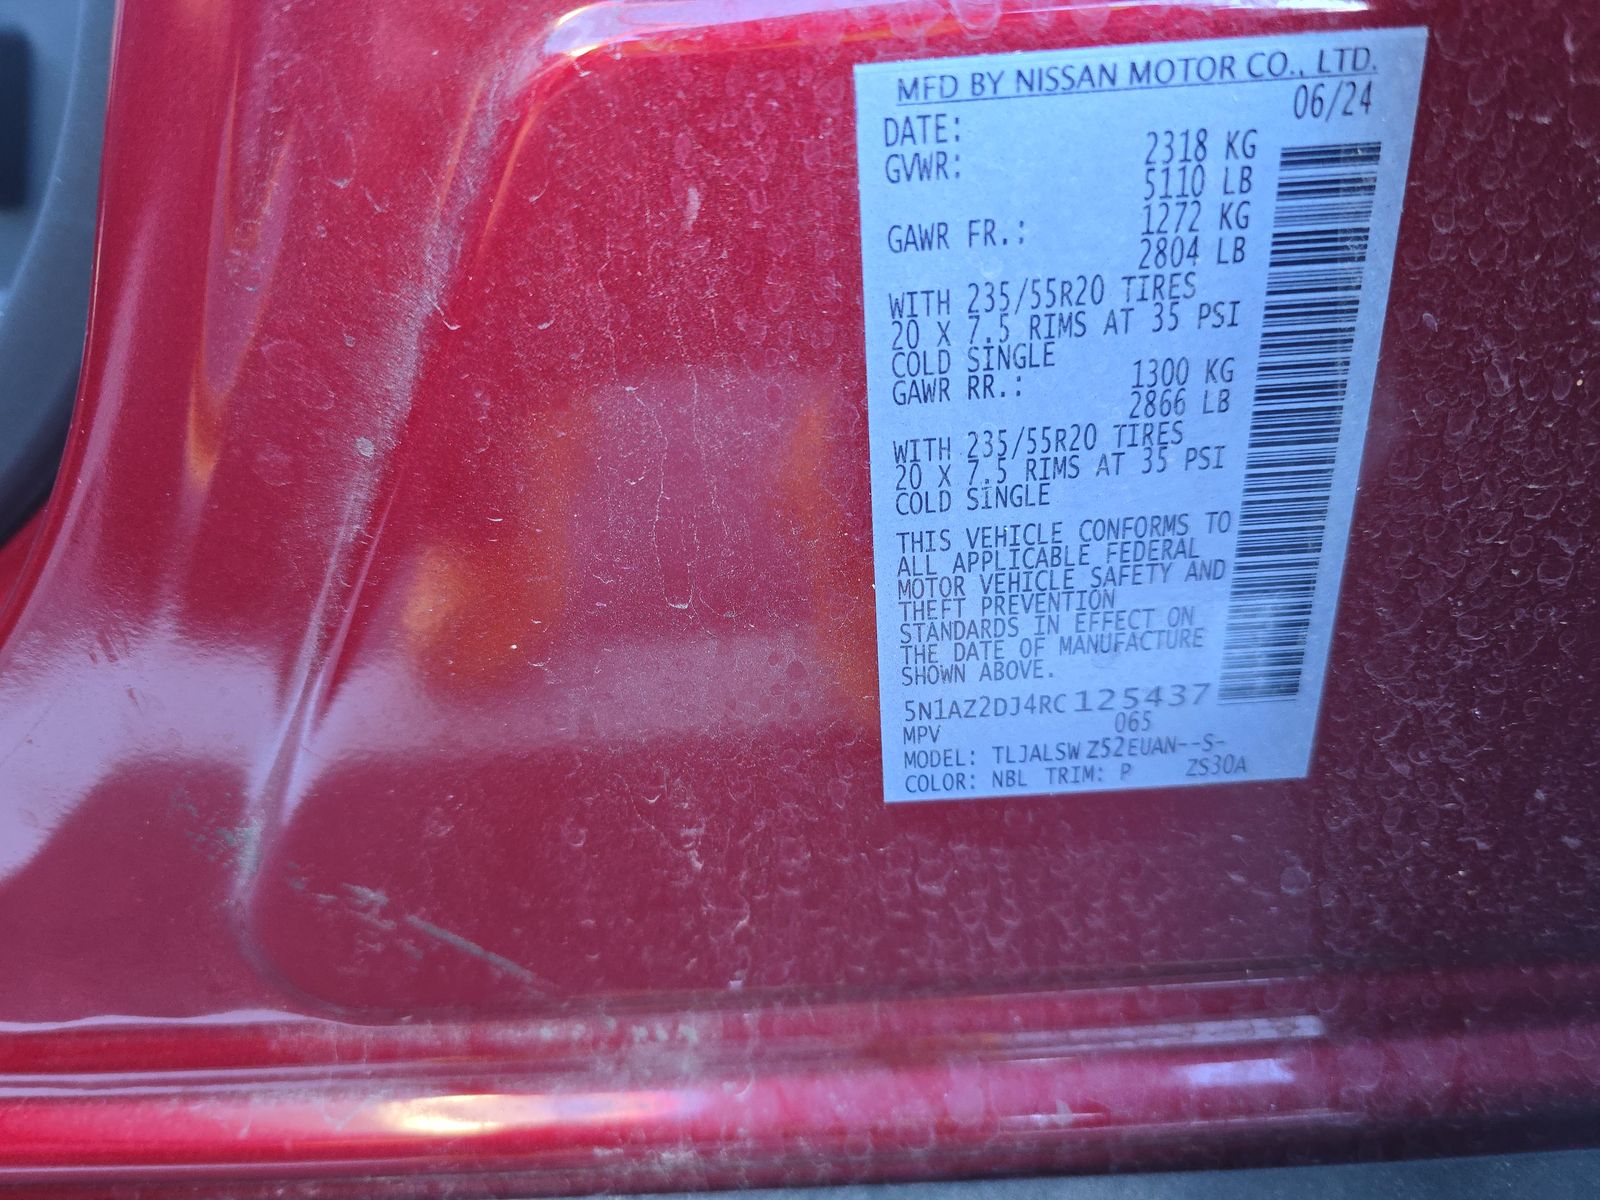 MFD BY NISSAN MOTOR CO., LTD.
DATE: 06/24
GVWR: 2318 KG
5110 LB
GAWR FR.: 1272 KG
2804 LB
WITH 235/55R20 TIRES
20 X 7.5 RIMS AT 35 PSI
COLD SINGLE
GAWR RR.: 1300 KG
2866 LB
WITH 235/55R20 TIRES
20 X 7.5 RIMS AT 35 PSI
COLD SINGLE
THIS VEHICLE CONFORMS TO
ALL APPLICABLE FEDERAL
MOTOR VEHICLE SAFETY AND
THEFT PREVENTION
STANDARDS IN EFFECT ON
THE DATE OF MANUFACTURE
SHOWN ABOVE.
5N1AZ2DJ4RC125437
MPV 065
MODEL: TLJALSW Z52EUAN--S-
COLOR: NBL TRIM: P ZS30A